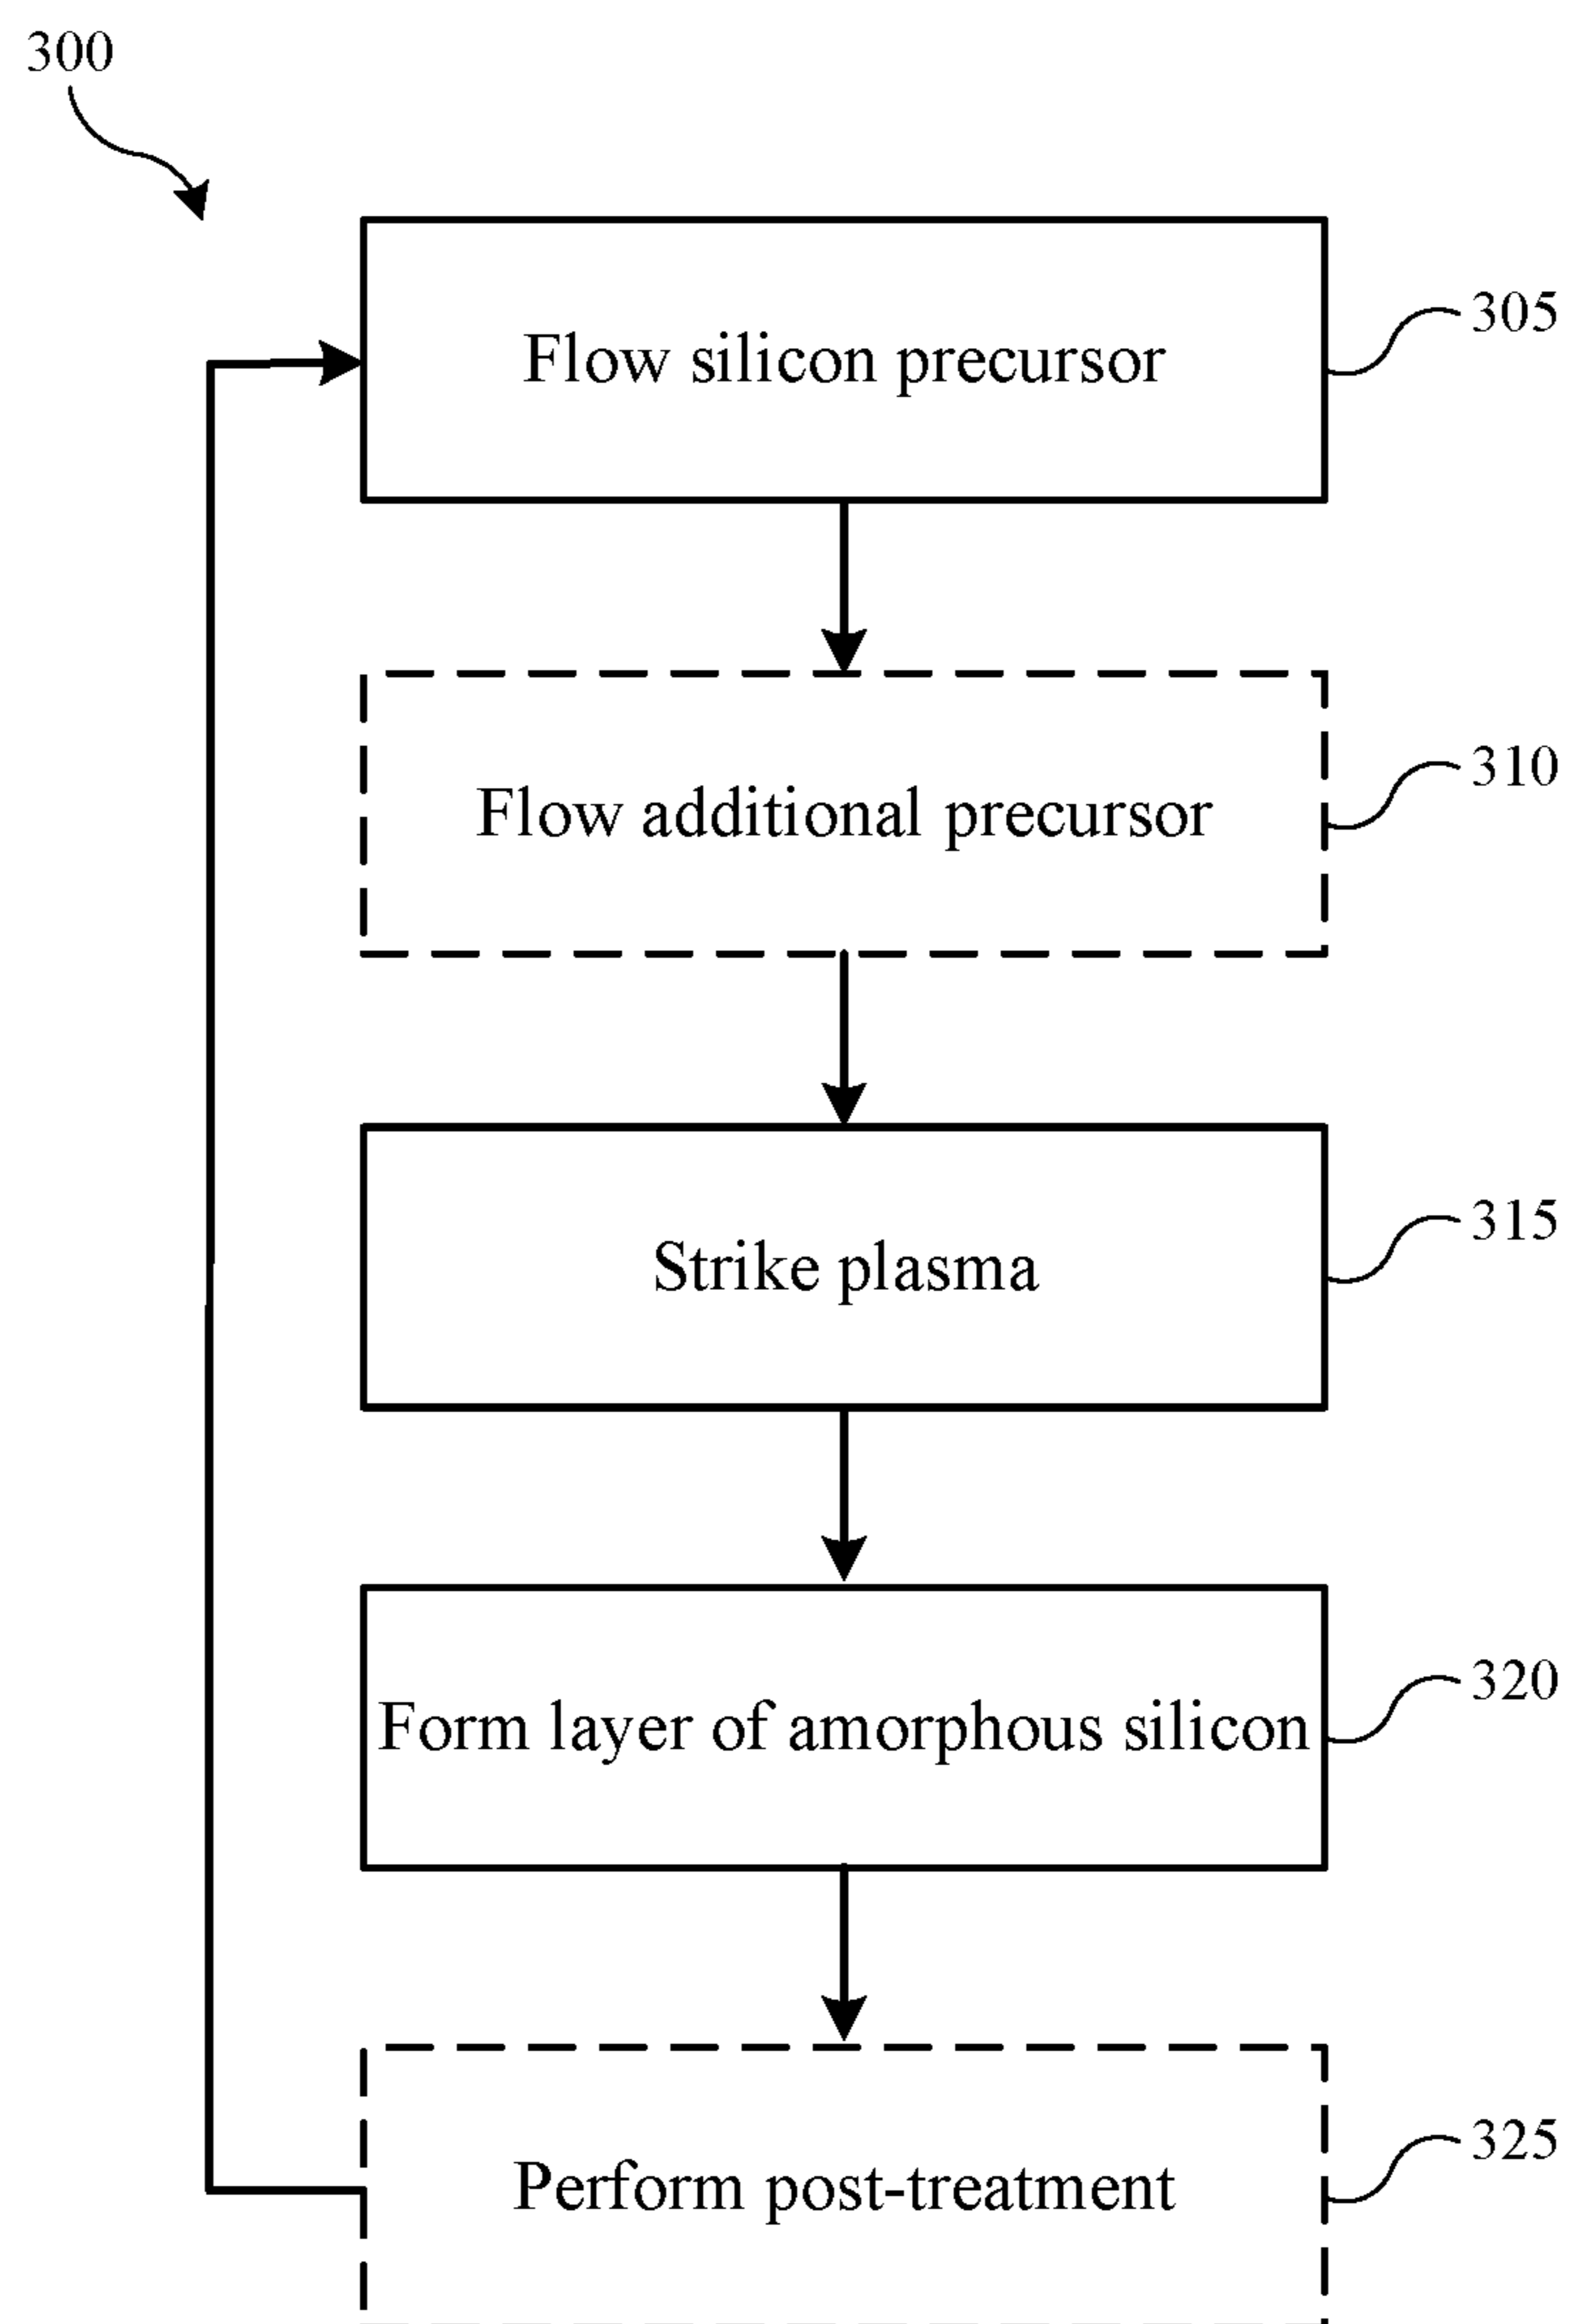 300
Flow silicon precursor
305
Flow additional precursor
310
Strike plasma
315
Form layer of amorphous silicon
320
Perform post-treatment
325